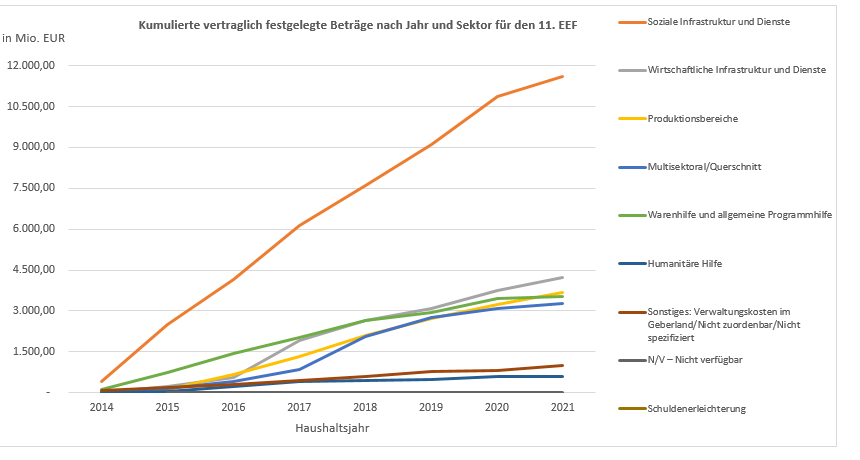 Kumulierte vertraglich festgelegte Beträge nach Jahr und Sektor für den 11. EEF
in Mio. EUR
12.000,00
10.500,00
9.000,00
7.500,00
6.000,00
4.500,00
3.000,00
1.500,00
-
2014 2015 2016 2017 2018 2019 2020 2021
Haushaltsjahr
Soziale Infrastruktur und Dienste
Wirtschaftliche Infrastruktur und Dienste
Produktionsbereiche
Multisektoral/Querschnitt
Warenhilfe und allgemeine Programmhilfe
Humanitäre Hilfe
Sonstiges: Verwaltungskosten im
Geberland/Nicht zuordenbar/Nicht
spezifiziert
N/V – Nicht verfügbar
Schuldenerleichterung